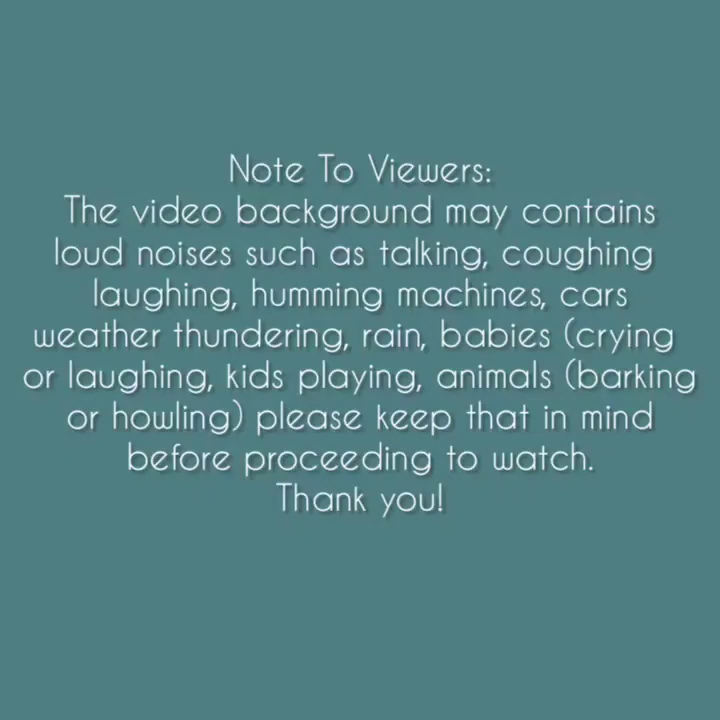 Note To Viewers:
The video background may contains
loud noises such as talking, coughing
laughing, humming machines, cars
weather thundering, rain, babies (crying
or laughing, kids playing, animals (barking
or howling) please keep that in mind
before proceeding to watch.
Thank you!